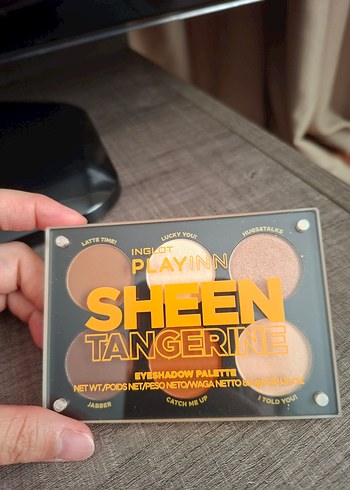 LATTE TIME!
LUCKY YOU!
HUGS&TALKS
INGLOT
PLAYINN
SHEEN
TANGERINE
EYESHADOW PALETTE
NET WT./POIDS NET/PESO NETO/WAGA NETTO
JABBER
CATCH ME UP
I TOLD YOU!